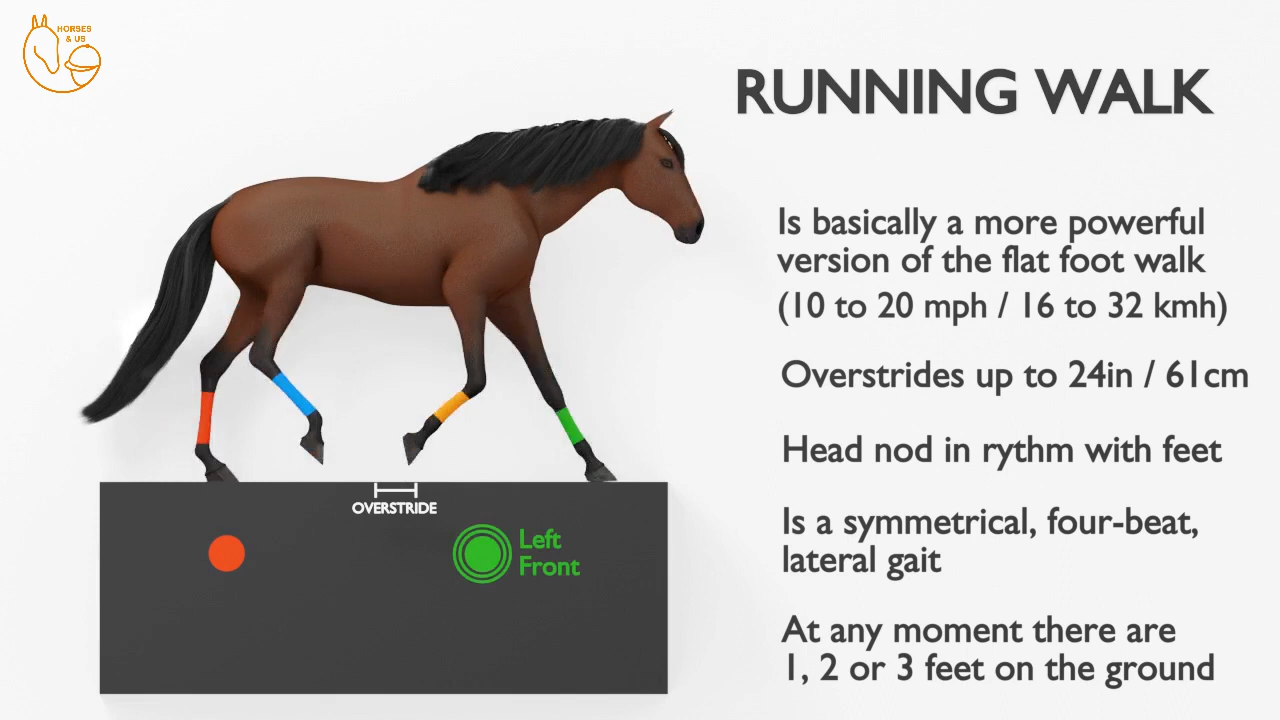 HORSES
& US
RUNNING WALK
Is basically a more powerful
version of the flat foot walk
(10 to 20 mph / 16 to 32 kmh)
Overstrides up to 24in / 61cm
Head nod in rythm with feet
Is a symmetrical, four-beat,
lateral gait
At any moment there are
1, 2 or 3 feet on the ground
OVERSTRIDE
Left
Front